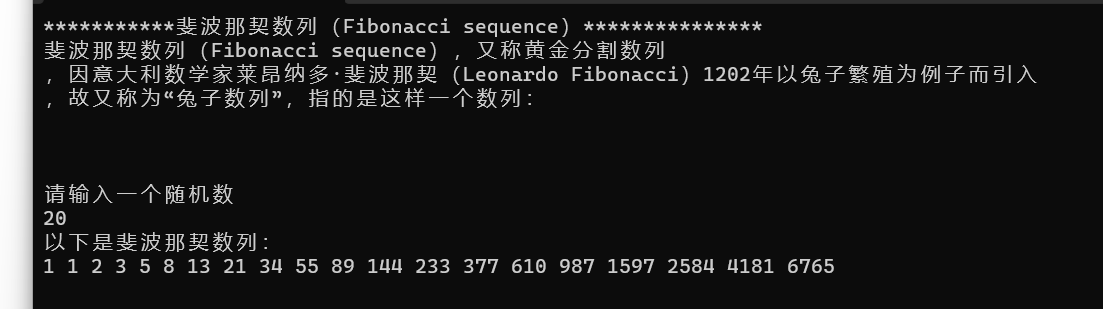 ***********斐波那契数列（Fibonacci sequence）***************
斐波那契数列（Fibonacci sequence），又称黄金分割数列
，因意大利数学家莱昂纳多·斐波那契（Leonardo Fibonacci）1202年以兔子繁殖为例子而引入
，故又称为“兔子数列”，指的是这样一个数列：
请输入一个随机数
20
以下是斐波那契数列：
1 1 2 3 5 8 13 21 34 55 89 144 233 377 610 987 1597 2584 4181 6765